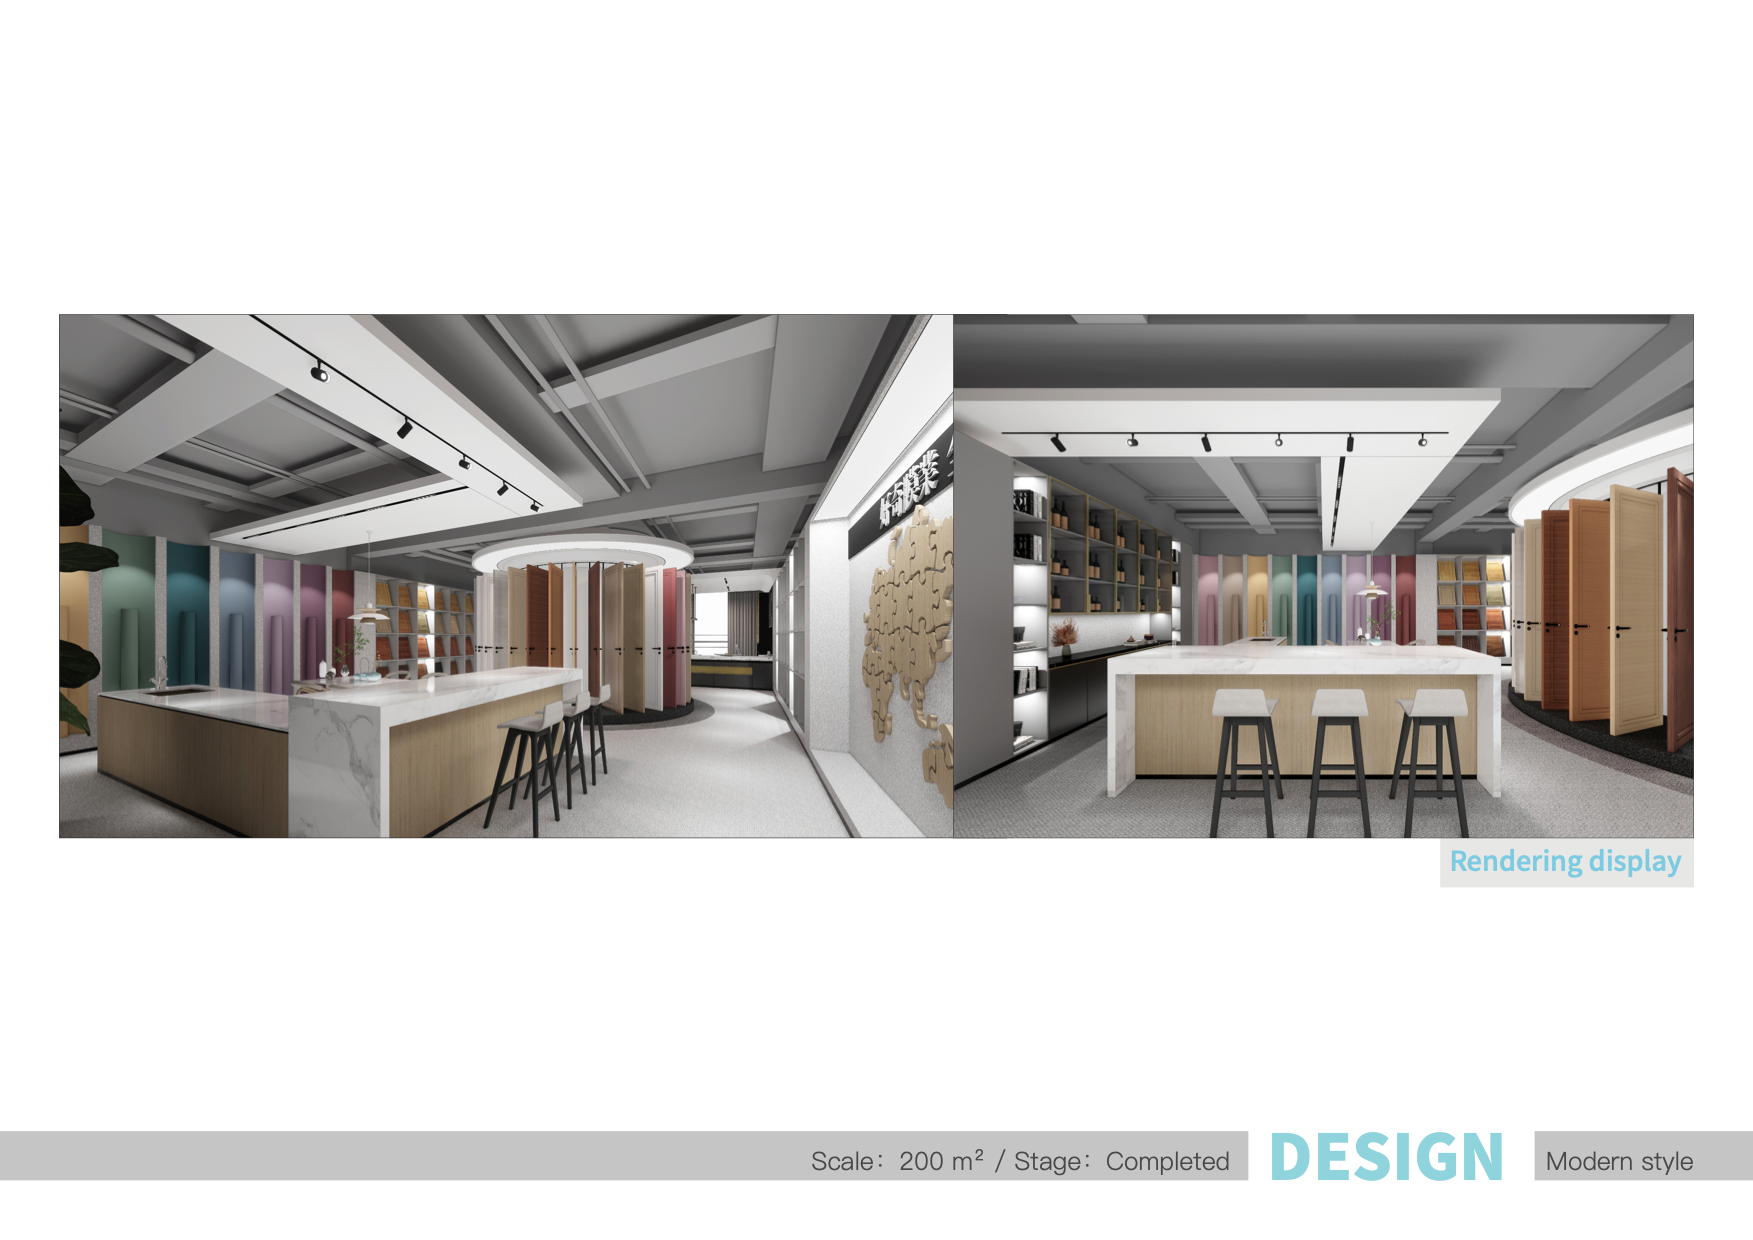 Rendering display
Scale：200 m² / Stage：Completed
DESIGN
Modern style